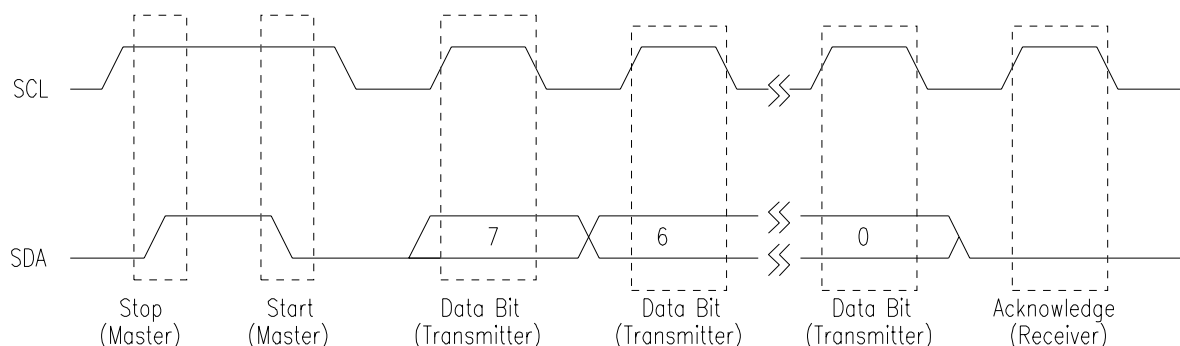 SCL
SDA
7
6
0
Stop
(Master)
Start
(Master)
Data Bit
(Transmitter)
Data Bit
(Transmitter)
Data Bit
(Transmitter)
Acknowledge
(Receiver)